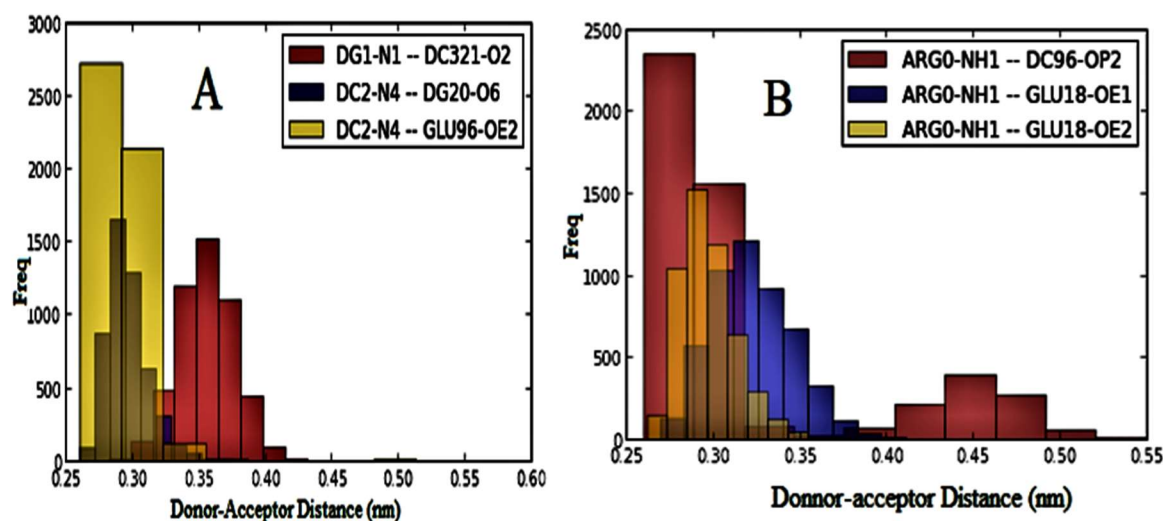 3000
2500
2000
1500
1000
500
0
Freq
A
DG1-N1 -- DC321-O2
DC2-N4 -- DG20-O6
DC2-N4 -- GLU96-OE2
0.25 0.30 0.35 0.40 0.45 0.50 0.55 0.60
Donor-Acceptor Distance (nm)
2500
2000
1500
1000
500
0
Freq
B
ARG0-NH1 -- DC96-OP2
ARG0-NH1 -- GLU18-OE1
ARG0-NH1 -- GLU18-OE2
0.25 0.30 0.35 0.40 0.45 0.50 0.55
Donnor-acceptor Distance (nm)